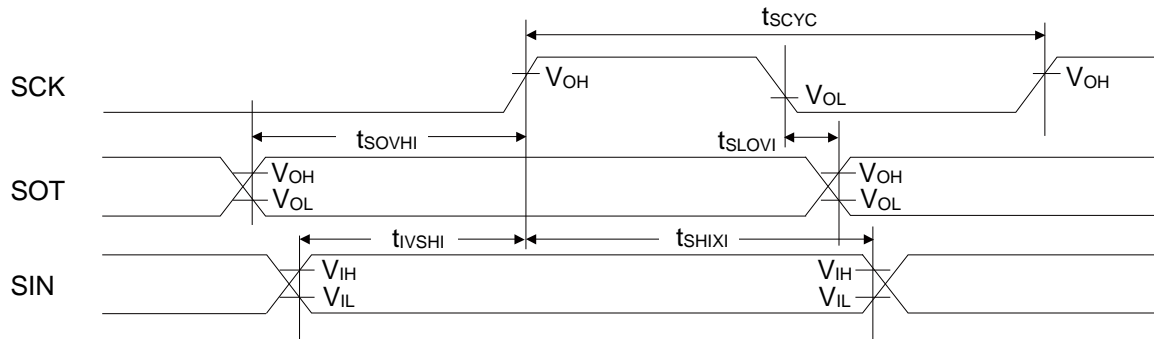 tSCYC
SCK
VOH
VOL
VOH
tSOVHI
tSLOVI
SOT
VOH
VOL
VOH
VOL
tIVSHI
tSHIXI
SIN
VIH
VIL
VIH
VIL